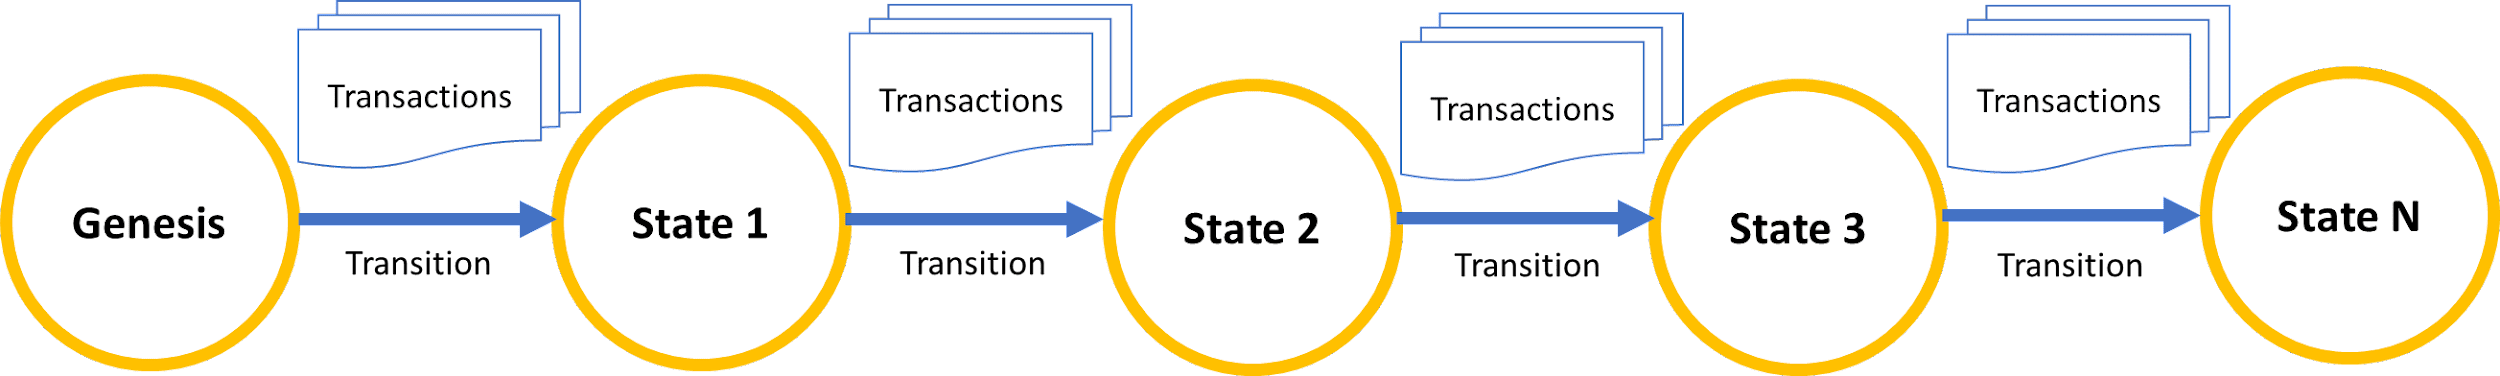 Transactions
Transactions
Transactions
Transactions
Genesis
State 1
State 2
State 3
State N
Transition
Transition
Transition
Transition